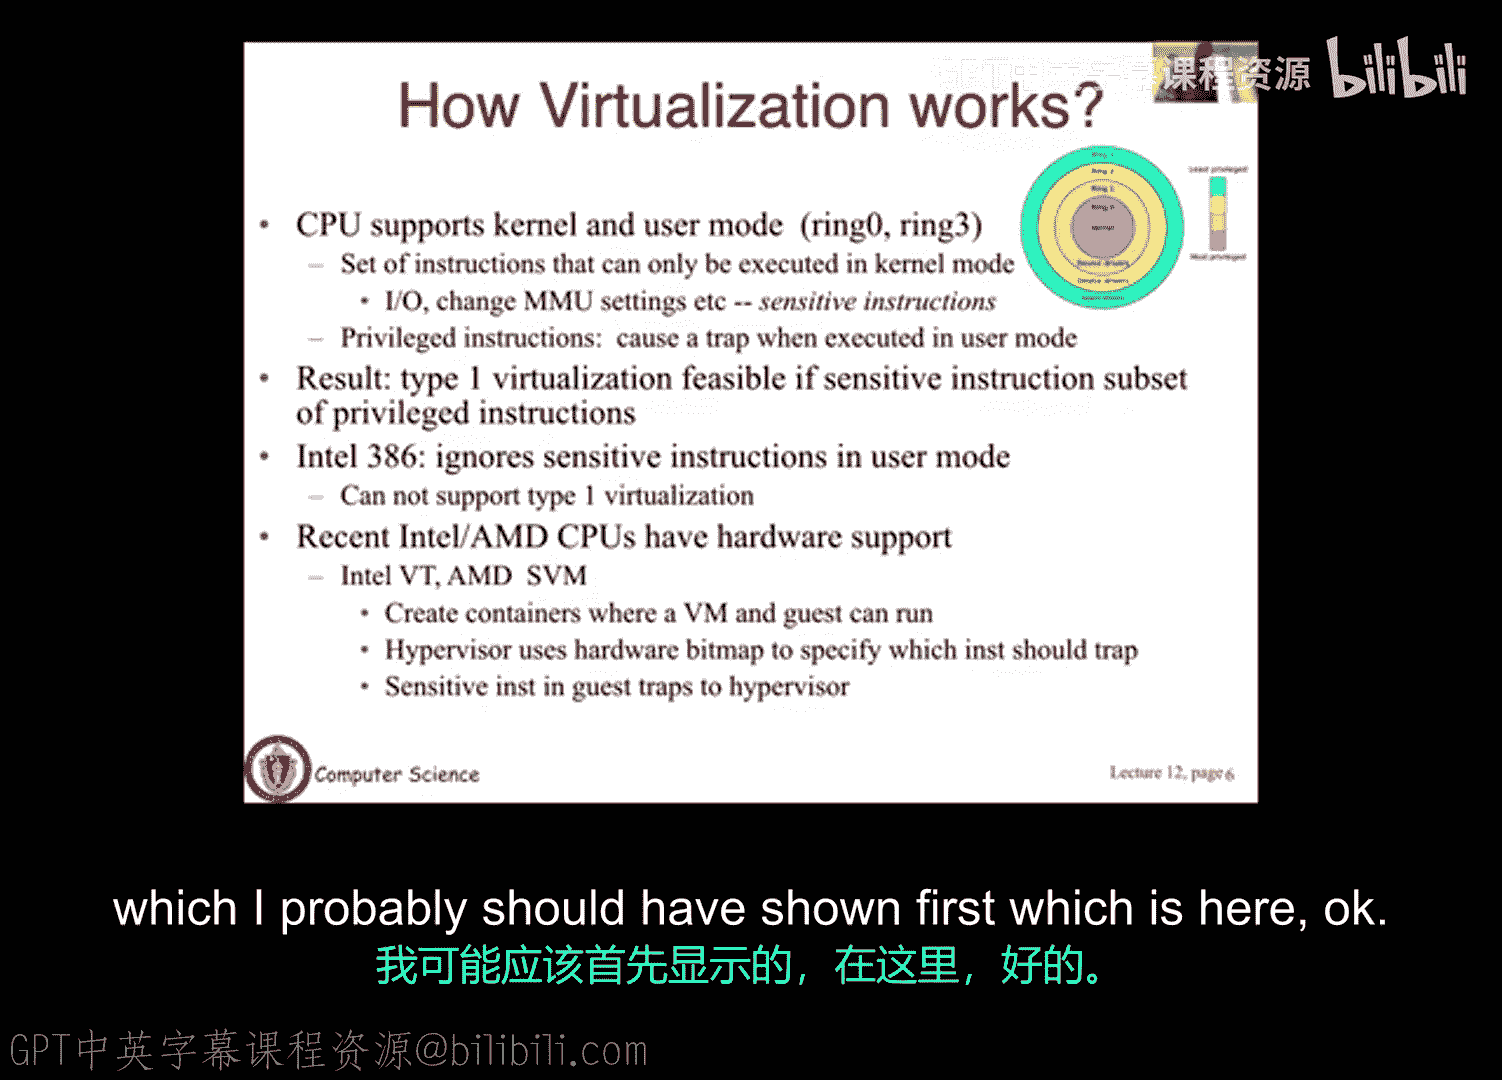 课程资源 bilibili
How Virtualization works?
Least privileged
Most privileged
• CPU supports kernel and user mode (ring0, ring3)
– Set of instructions that can only be executed in kernel mode
• I/O, change MMU settings etc -- sensitive instructions
– Privileged instructions: cause a trap when executed in user mode
• Result: type 1 virtualization feasible if sensitive instruction subset
of privileged instructions
• Intel 386: ignores sensitive instructions in user mode
– Can not support type 1 virtualization
• Recent Intel/AMD CPUs have hardware support
– Intel VT, AMD SVM
• Create containers where a VM and guest can run
• Hypervisor uses hardware bitmap to specify which inst should trap
• Sensitive inst in guest traps to hypervisor
Computer Science
Lecture 12, page 6
which I probably should have shown first which is here, ok.
我可能应该首先显示的，在这里，好的。
GPT中英字幕课程资源@bilibili.com